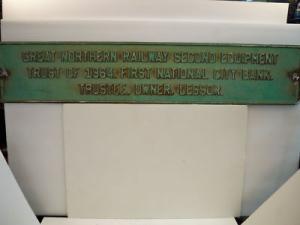 GREAT NORTHERN RAILWAY SECOND EQUIPMENT
TRUST OF 1964. FIRST NATIONAL CITY BANK.
TRUSTEE, OWNER, LESSOR.